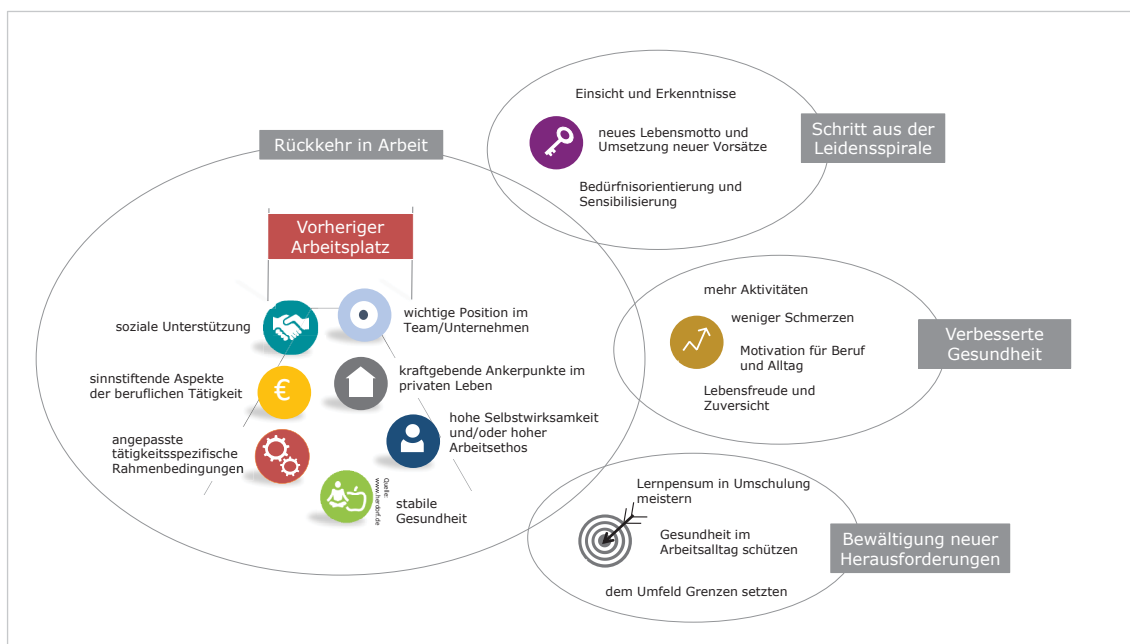 Rückkehr in Arbeit
Vorheriger
Arbeitsplatz
soziale Unterstützung
wichtige Position im
Team/Unternehmen
sinnstiftende Aspekte
der beruflichen Tätigkeit
€
kraftgebende Ankerpunkte im
privaten Leben
angepasste
tätigkeitsspezifische
Rahmenbedingungen
hohe Selbstwirksamkeit
und/oder hoher
Arbeitsethos
stabile
Gesundheit
Quelle:
www.herdorf.de
Einsicht und Erkenntnisse
neues Lebensmotto und
Umsetzung neuer Vorsätze
Bedürfnisorientierung und
Sensibilisierung
Schritt aus der
Leidensspirale
mehr Aktivitäten
weniger Schmerzen
Motivation für Beruf
und Alltag
Lebensfreude und
Zuversicht
Verbesserte
Gesundheit
Lernpensum in Umschulung
meistern
Gesundheit im
Arbeitsalltag schützen
dem Umfeld Grenzen setzten
Bewältigung neuer
Herausforderungen